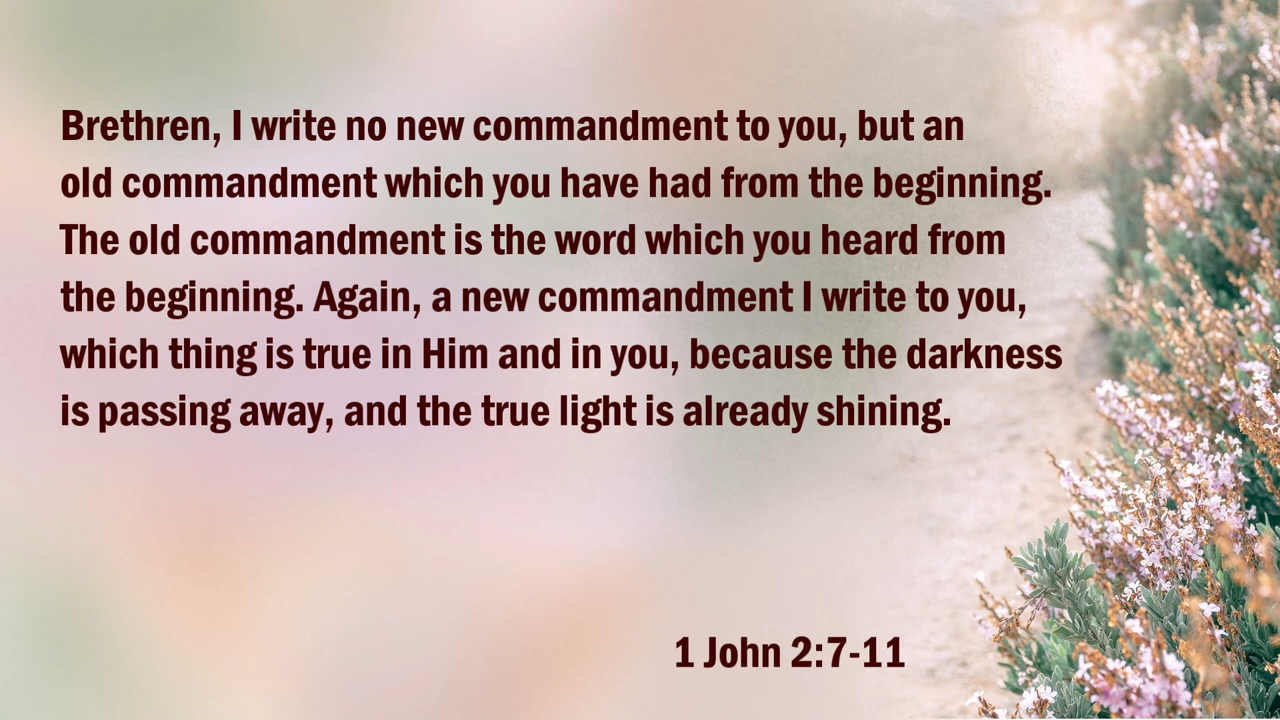 Brethren, I write no new commandment to you, but an
old commandment which you have had from the beginning.
The old commandment is the word which you heard from
the beginning. Again, a new commandment I write to you,
which thing is true in Him and in you, because the darkness
is passing away, and the true light is already shining.
1 John 2:7-11